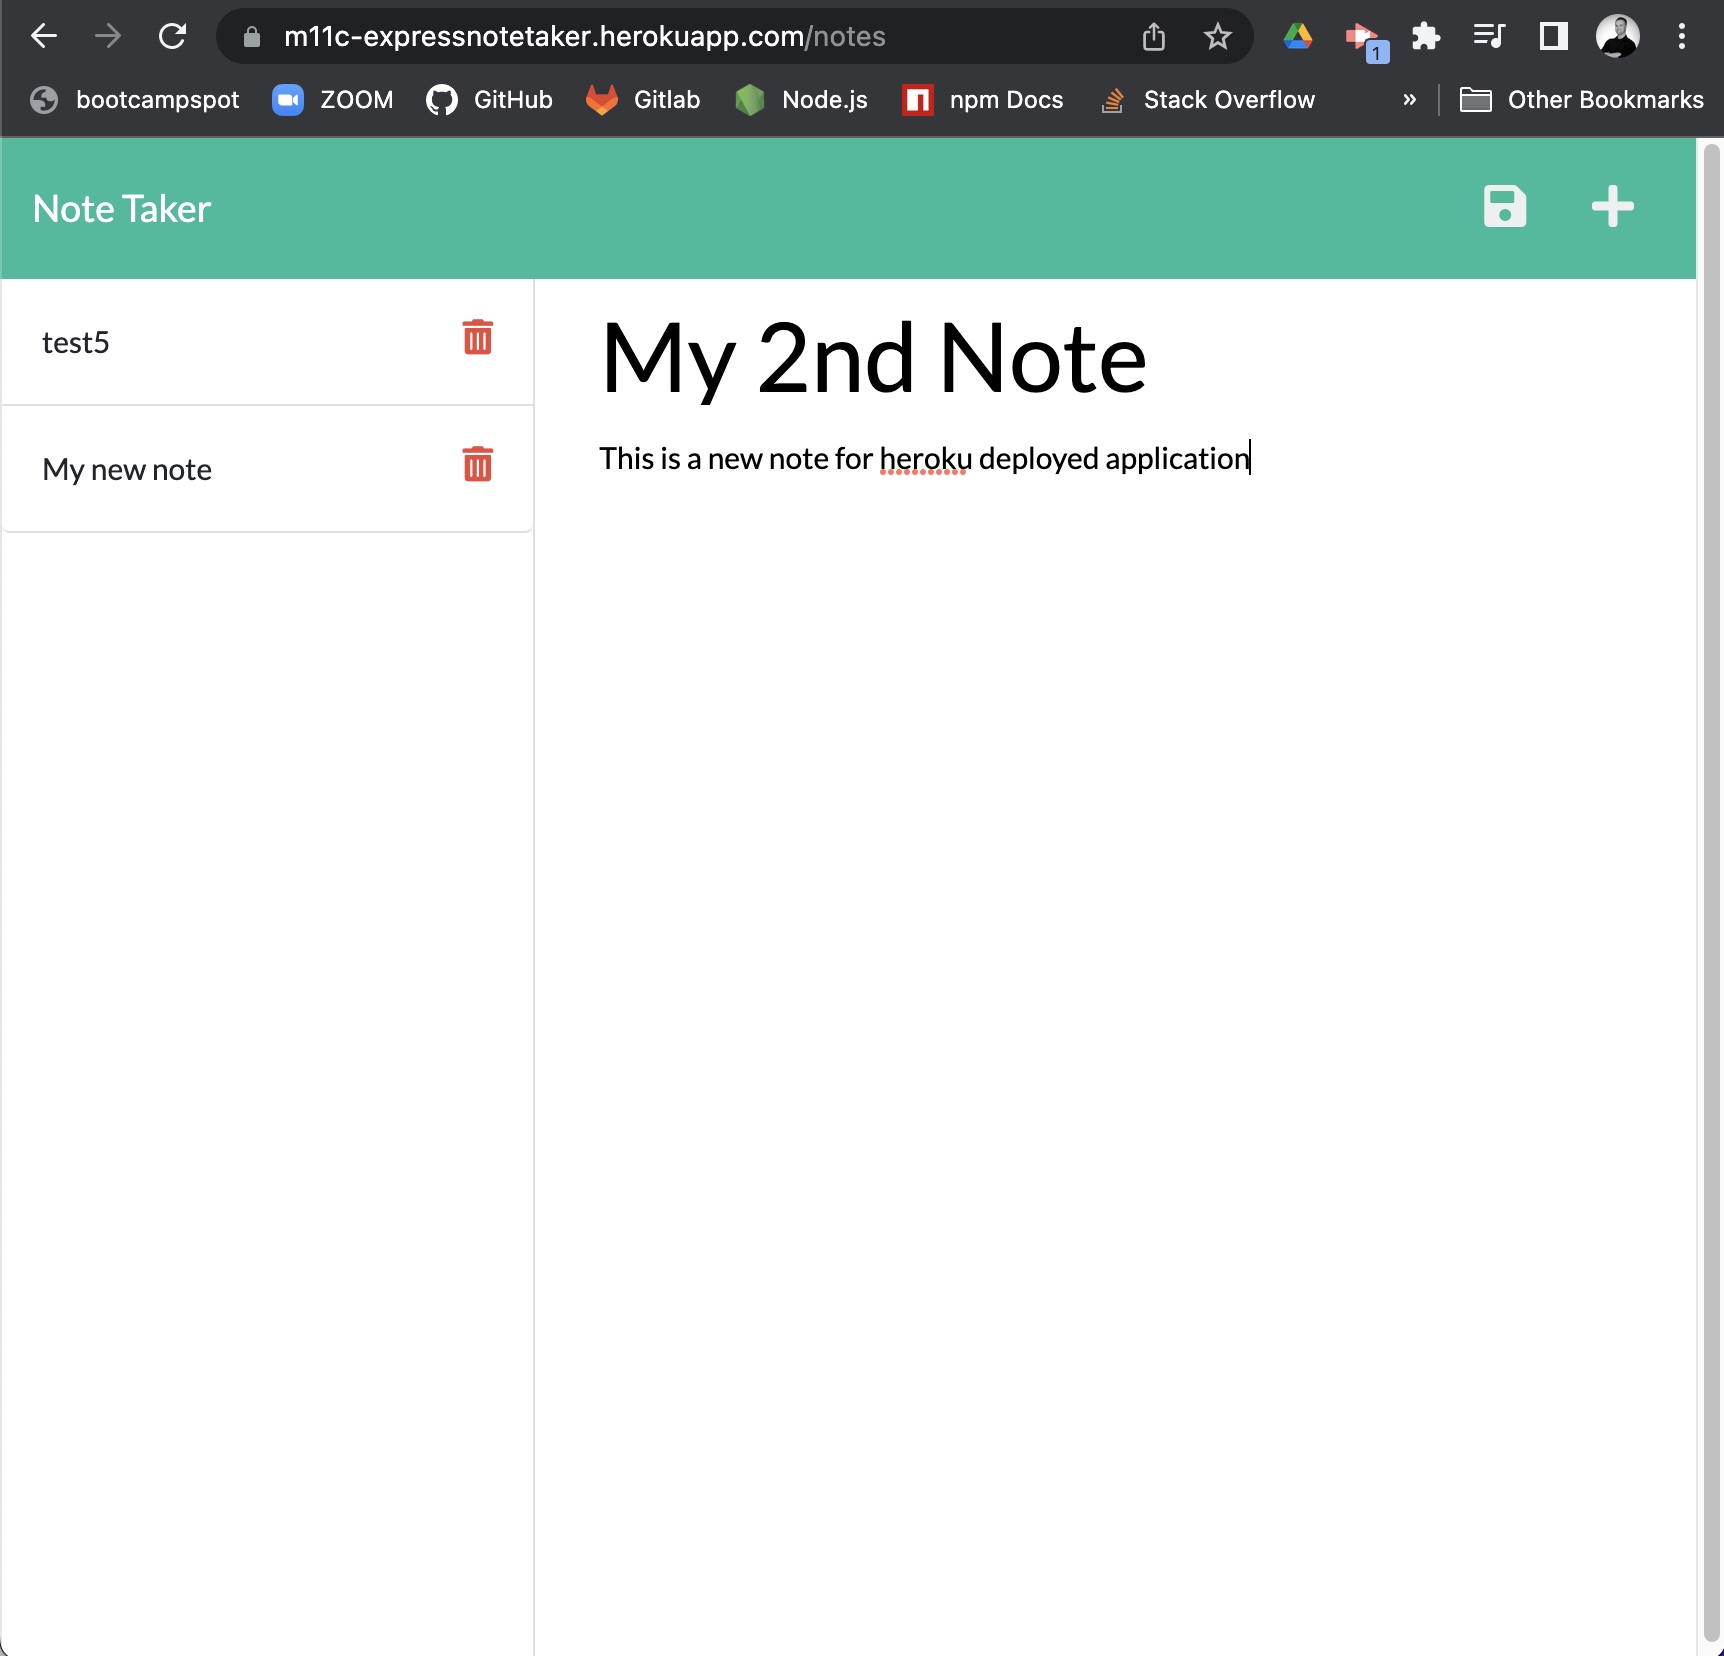 m11c-expressnotetaker.herokuapp.com/notes
1
bootcampspot ZOOM GitHub Gitlab Node.js npm Docs Stack Overflow » Other Bookmarks
Note Taker
test5
My new note
My 2nd Note
This is a new note for heroku deployed application